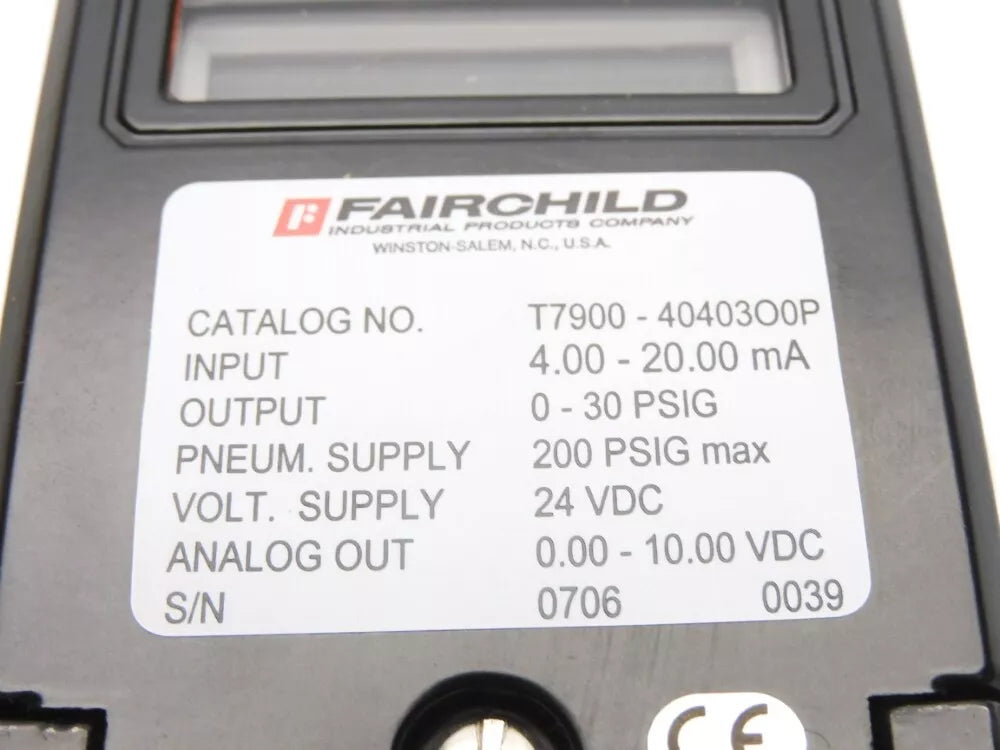 FAIRCHILD
INDUSTRIAL PRODUCTS COMPANY
WINSTON-SALEM, N.C., U.S.A.
CATALOG NO. T7900 - 40403O0P
INPUT 4.00 - 20.00 mA
OUTPUT 0 - 30 PSIG
PNEUM. SUPPLY 200 PSIG max
VOLT. SUPPLY 24 VDC
ANALOG OUT 0.00 - 10.00 VDC
S/N 0706 0039
CE